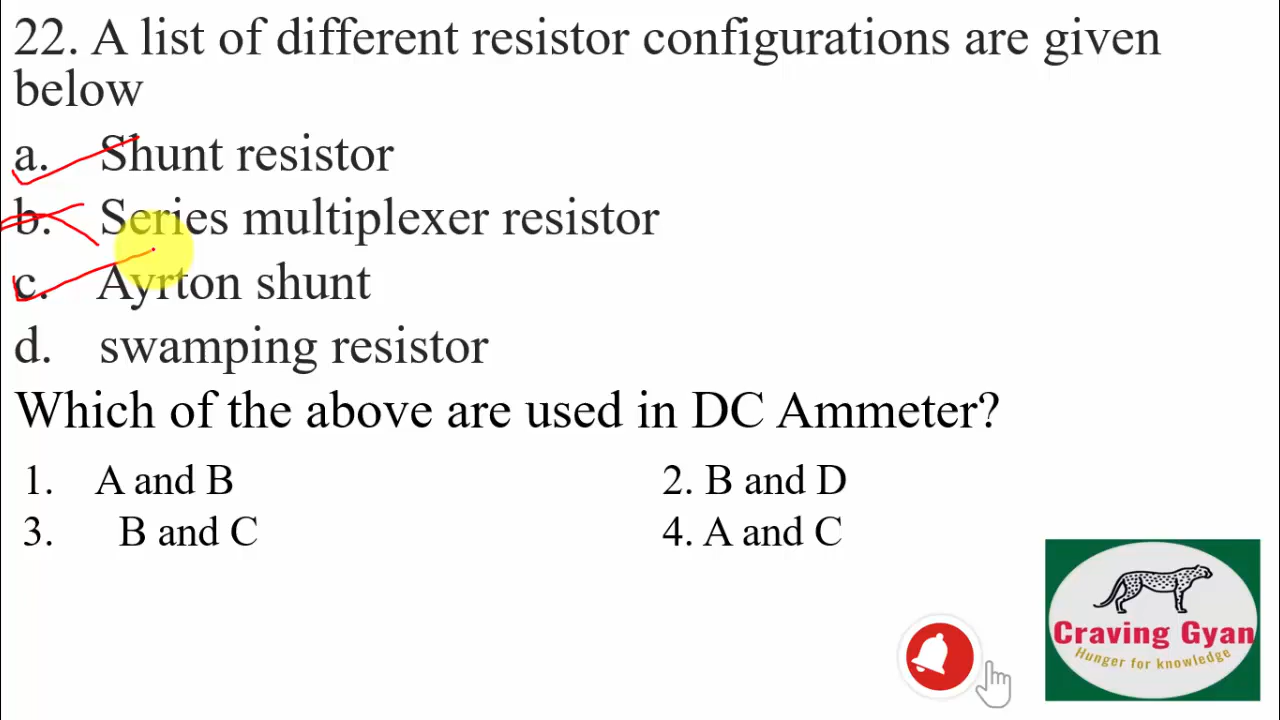 22. A list of different resistor configurations are given
below
a. Shunt resistor
b. Series multiplexer resistor
c. Ayrton shunt
d. swamping resistor
Which of the above are used in DC Ammeter?
1. A and B 2. B and D
3. B and C 4. A and C
Craving Gyan
Hunger for knowledge